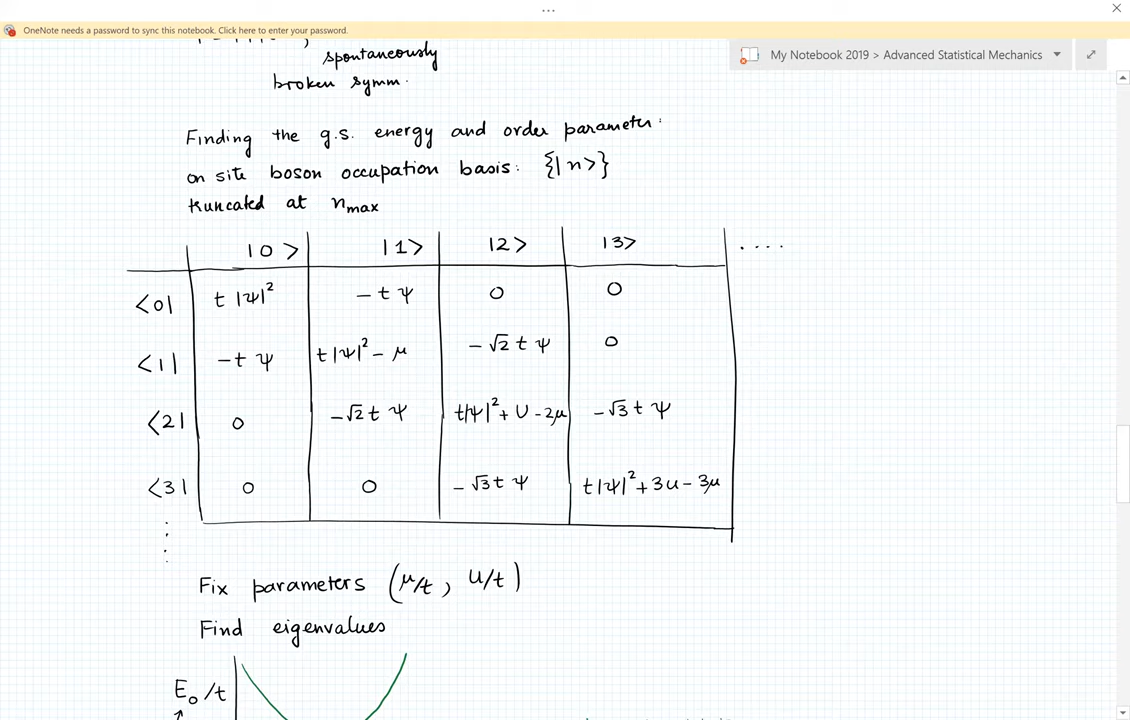 OneNote needs a password to sync this notebook. Click here to enter your password.
My Notebook 2019 > Advanced Statistical Mechanics
spontaneously
broken symm.
Finding the g.s. energy and order parameter:
on site boson occupation basis: {|n>}
truncated at n_max
|0> |1> |2> |3> ....
<0| t|ψ|² -tψ 0 0
<1| -tψ t|ψ|²-μ -√2 tψ 0
<2| 0 -√2 tψ t|ψ|²+U-2μ -√3 tψ
<3| 0 0 -√3 tψ t|ψ|²+3u-3μ
Fix parameters (μ/t, U/t)
Find eigenvalues
E₀/t